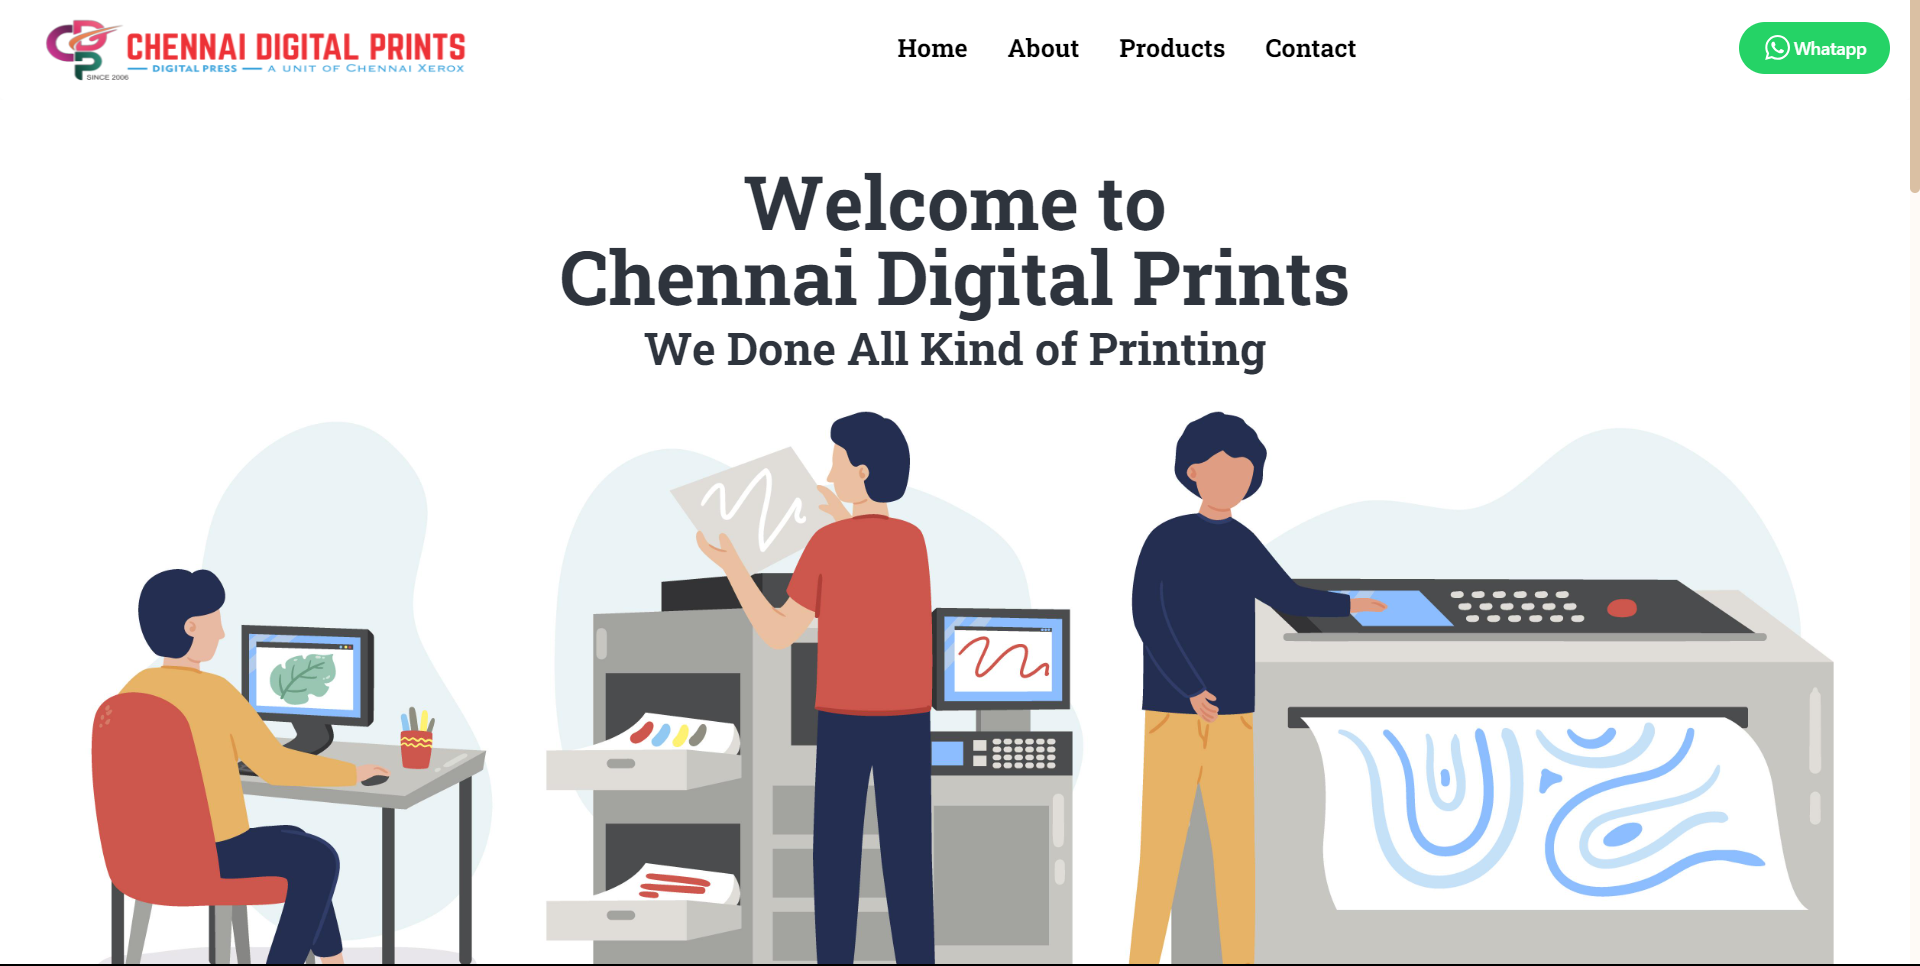 CHENNAI DIGITAL PRINTS
DIGITAL PRESS — A UNIT OF CHENNAI XEROX
SINCE 2006
Home About Products Contact
Whatapp
Welcome to
Chennai Digital Prints
We Done All Kind of Printing